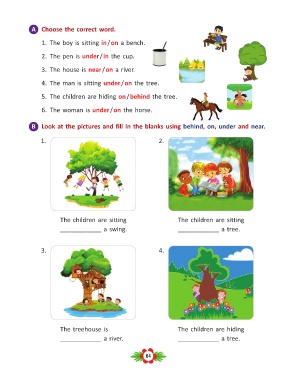 A Choose the correct word.
1. The boy is sitting in/on a bench.
2. The pen is under/in the cup.
3. The house is near/on a river.
4. The man is sitting under/on the tree.
5. The children are hiding on/behind the tree.
6. The woman is under/on the horse.
B Look at the pictures and fill in the blanks using behind, on, under and near.
1. 2.
The children are sitting The children are sitting
____________ a swing. ____________ a tree.
3. 4.
The treehouse is The children are hiding
____________ a river. ____________ a tree.
64